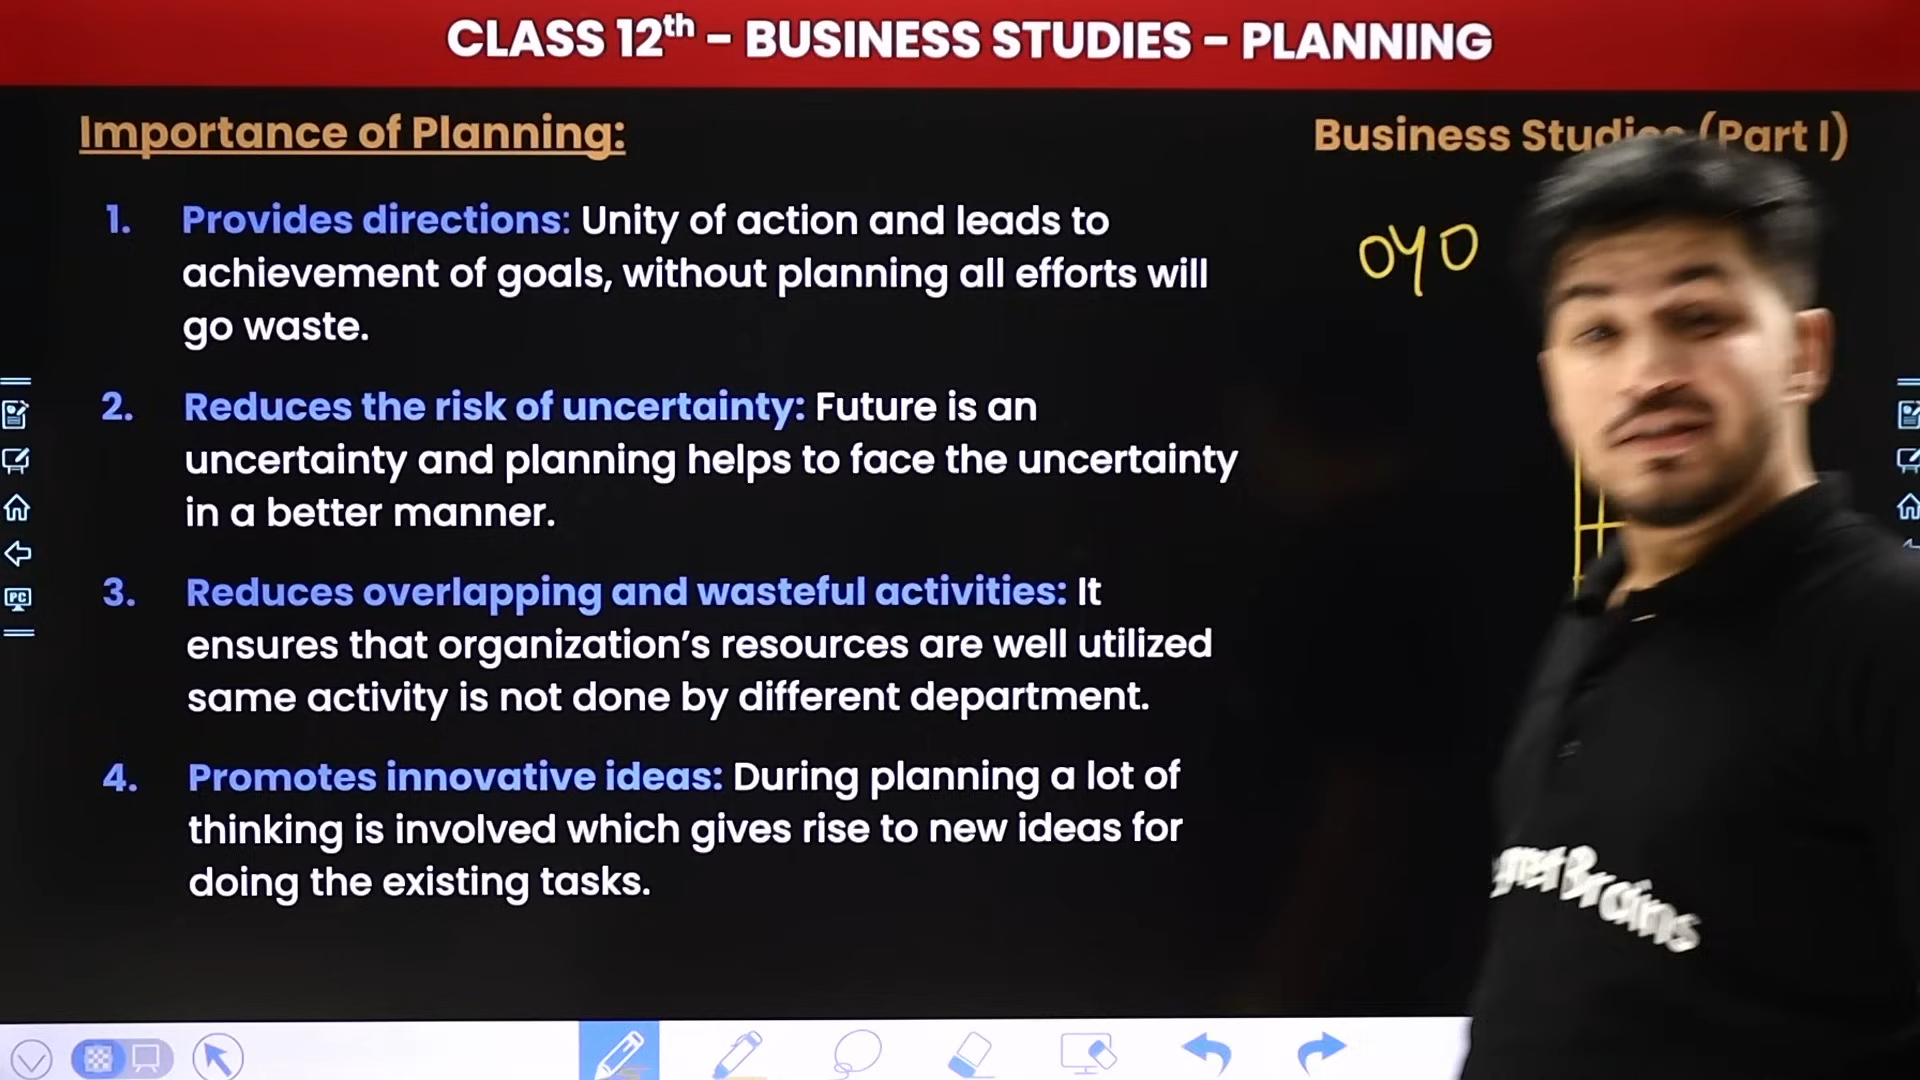 CLASS 12th - BUSINESS STUDIES - PLANNING
Importance of Planning:
Business Studies (Part I)
1. Provides directions: Unity of action and leads to
achievement of goals, without planning all efforts will
go waste.
OYO
2. Reduces the risk of uncertainty: Future is an
uncertainty and planning helps to face the uncertainty
in a better manner.
3. Reduces overlapping and wasteful activities: It
ensures that organization's resources are well utilized
same activity is not done by different department.
4. Promotes innovative ideas: During planning a lot of
thinking is involved which gives rise to new ideas for
doing the existing tasks.
Brains
PC